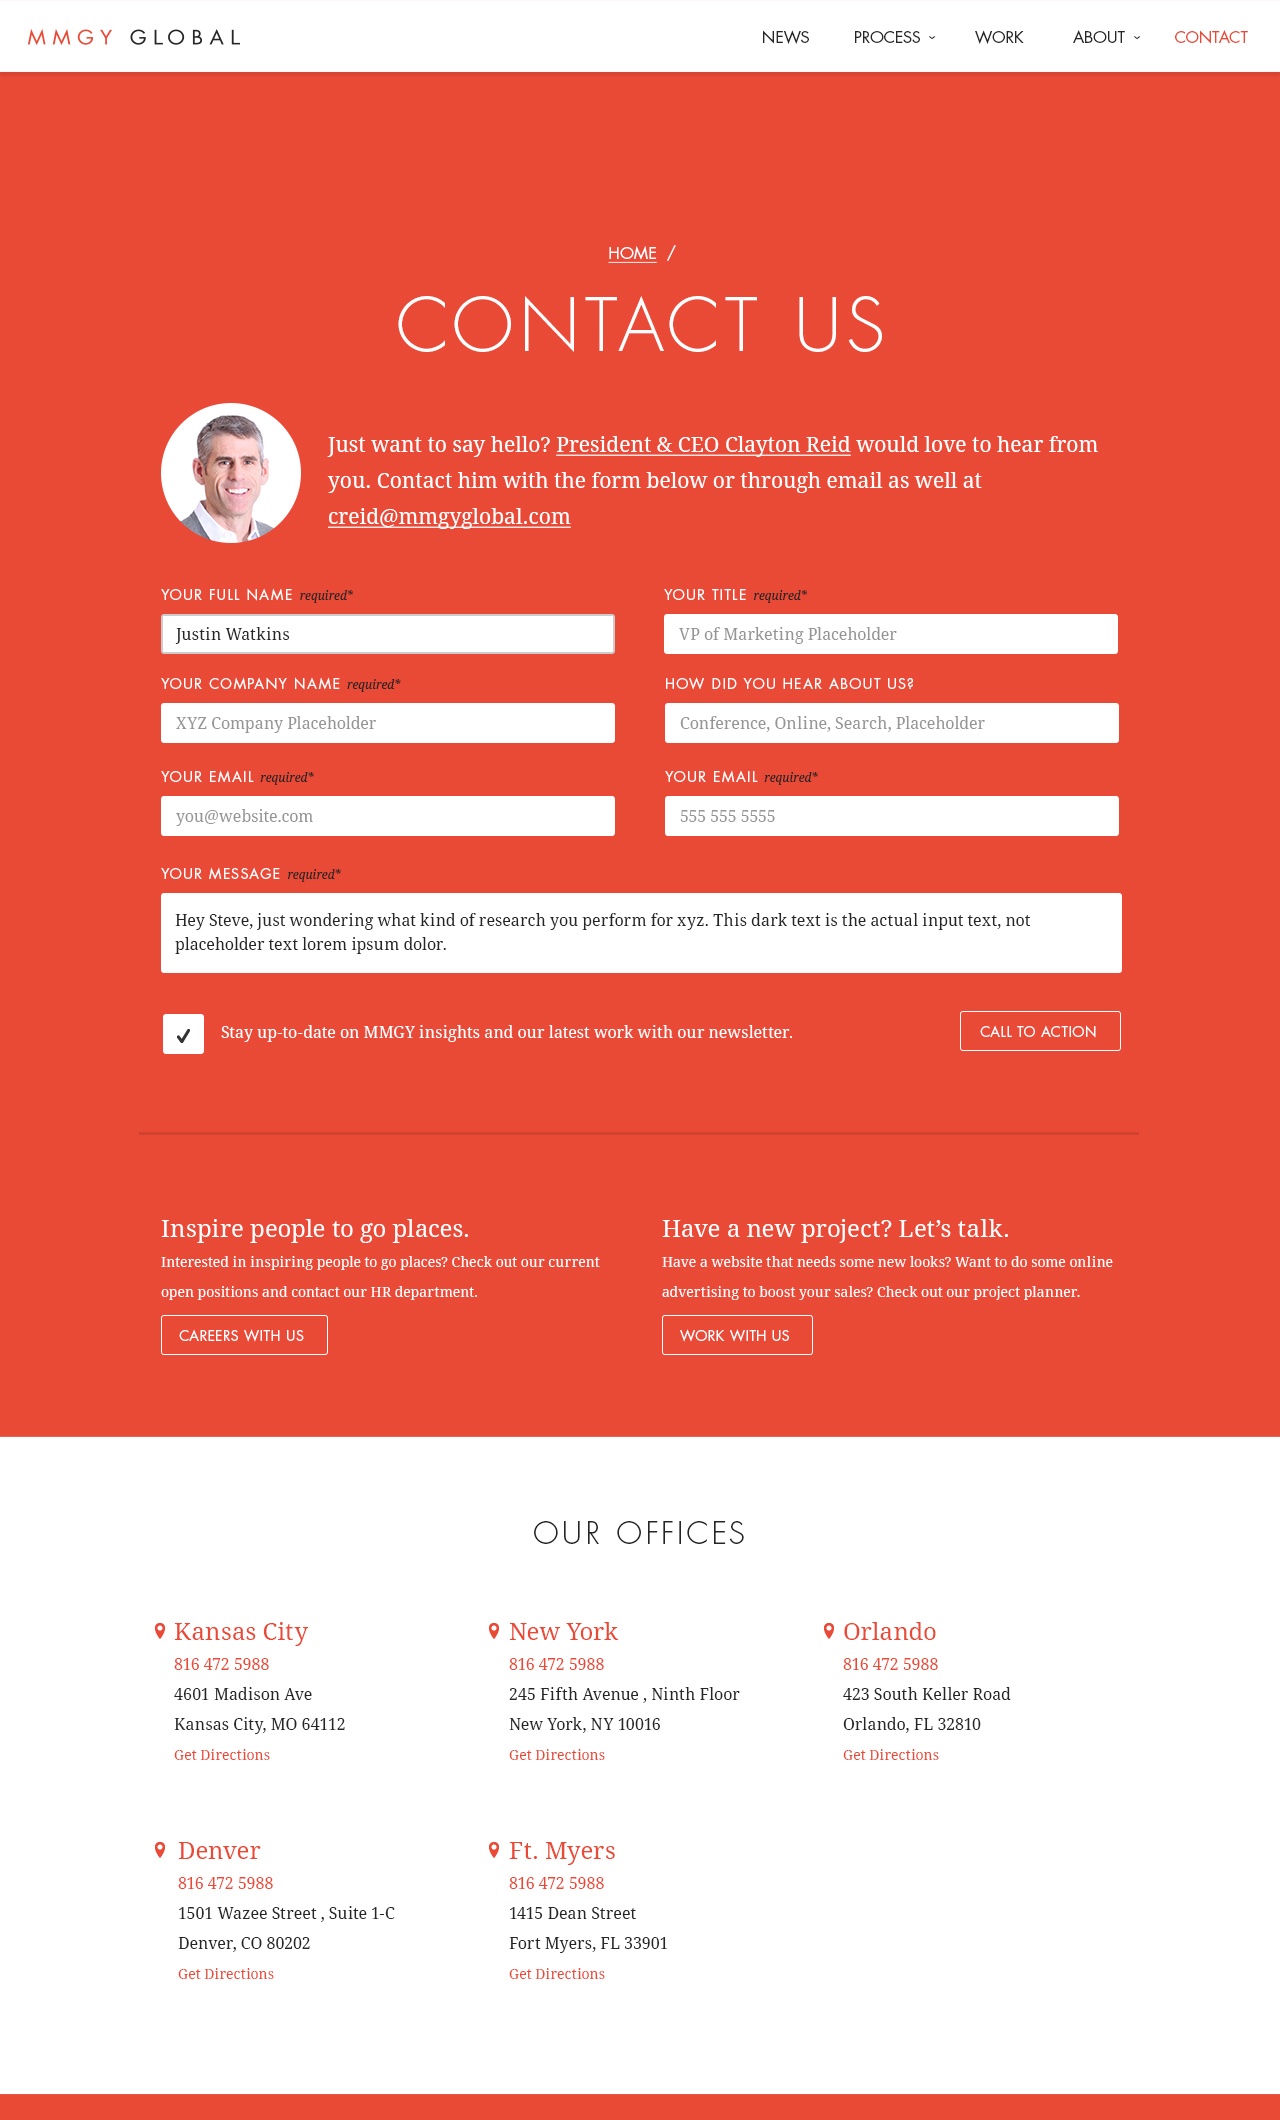 MMGY GLOBAL NEWS PROCESS WORK ABOUT CONTACT
HOME /
CONTACT US
Just want to say hello? President & CEO Clayton Reid would love to hear from
you. Contact him with the form below or through email as well at
creid@mmgyglobal.com
YOUR FULL NAME required* YOUR TITLE required*
Justin Watkins VP of Marketing Placeholder
YOUR COMPANY NAME required* HOW DID YOU HEAR ABOUT US?
XYZ Company Placeholder Conference, Online, Search, Placeholder
YOUR EMAIL required* YOUR EMAIL required*
you@website.com 555 555 5555
YOUR MESSAGE required*
Hey Steve, just wondering what kind of research you perform for xyz. This dark text is the actual input text, not
placeholder text lorem ipsum dolor.
Stay up-to-date on MMGY insights and our latest work with our newsletter. CALL TO ACTION
Inspire people to go places.
Interested in inspiring people to go places? Check out our current
open positions and contact our HR department.
CAREERS WITH US
Have a new project? Let’s talk.
Have a website that needs some new looks? Want to do some online
advertising to boost your sales? Check out our project planner.
WORK WITH US
OUR OFFICES
Kansas City
816 472 5988
4601 Madison Ave
Kansas City, MO 64112
Get Directions
New York
816 472 5988
245 Fifth Avenue , Ninth Floor
New York, NY 10016
Get Directions
Orlando
816 472 5988
423 South Keller Road
Orlando, FL 32810
Get Directions
Denver
816 472 5988
1501 Wazee Street , Suite 1-C
Denver, CO 80202
Get Directions
Ft. Myers
816 472 5988
1415 Dean Street
Fort Myers, FL 33901
Get Directions